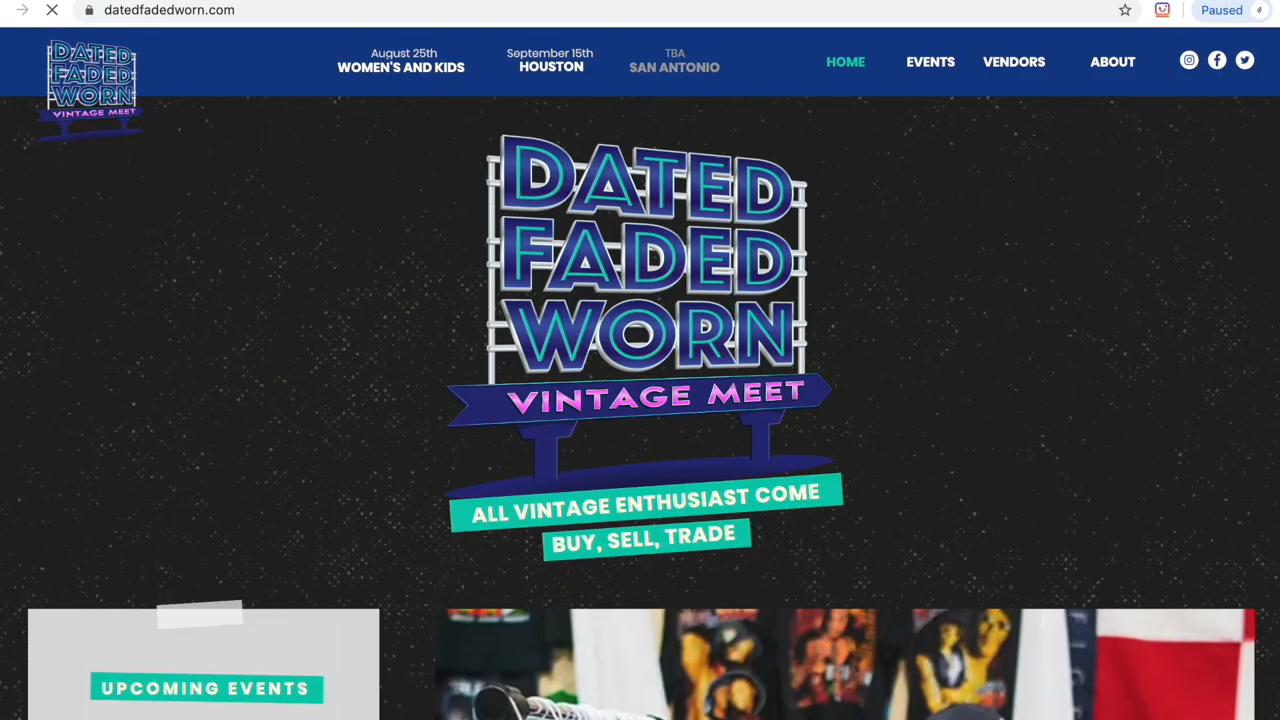 datedfadedworn.com
Paused
DATED
FADED
WORN
VINTAGE MEET
August 25th
WOMEN'S AND KIDS
September 15th
HOUSTON
TBA
SAN ANTONIO
HOME
EVENTS
VENDORS
ABOUT
DATED
FADED
WORN
VINTAGE MEET
ALL VINTAGE ENTHUSIAST COME
BUY, SELL, TRADE
UPCOMING EVENTS